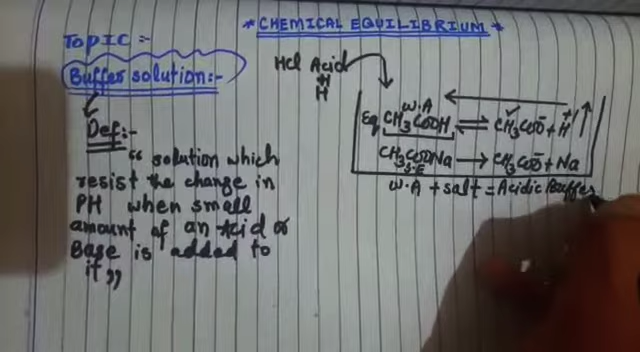 * CHEMICAL EQUILIBRIUM *
Topic :-
Buffer solution:-
Def:-
“ solution which
resist the change in
PH when small
amount of an Acid or
Base is added to
it ”
HCl Acid
H
H
W.A
Eq CH₃COOH ⇌ CH₃COO⁻ + H⁺
CH₃COONa → CH₃COO⁻ + Na
S.E
W.A + salt = Acidic Buffer